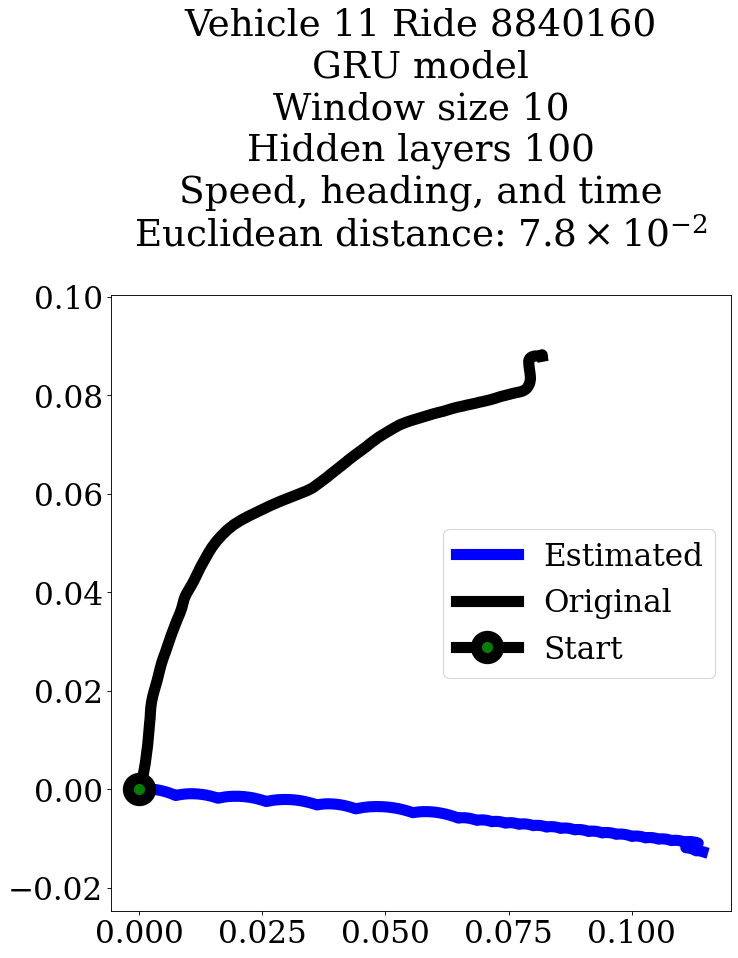 Vehicle 11 Ride 8840160
GRU model
Window size 10
Hidden layers 100
Speed, heading, and time
Euclidean distance: 7.8 × 10⁻²
0.10
0.08
0.06
0.04
0.02
0.00
−0.02
Estimated
Original
Start
0.000 0.025 0.050 0.075 0.100